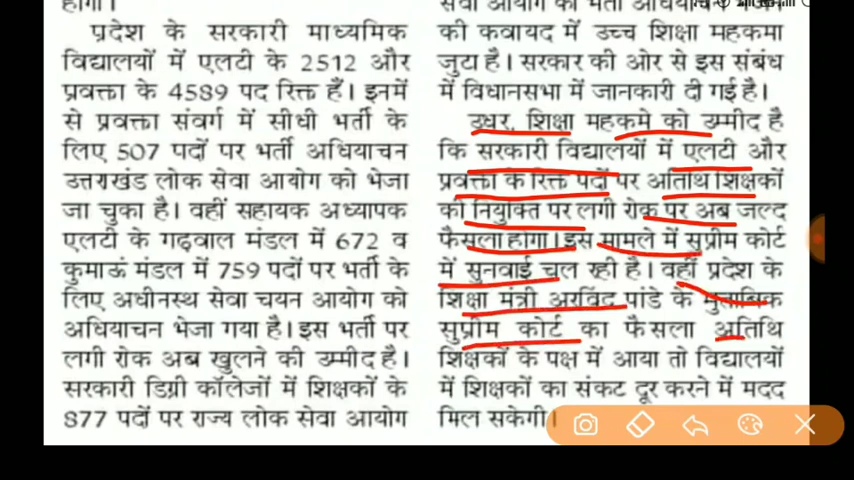 होगा।
प्रदेश के सरकारी माध्यमिक
विद्यालयों में एलटी के 2512 और
प्रवक्ता के 4589 पद रिक्त हैं। इनमें
से प्रवक्ता संवर्ग में सीधी भर्ती के
लिए 507 पदों पर भर्ती अधियाचन
उत्तराखंड लोक सेवा आयोग को भेजा
जा चुका है। वहीं सहायक अध्यापक
एलटी के गढ़वाल मंडल में 672 व
कुमाऊं मंडल में 759 पदों पर भर्ती के
लिए अधीनस्थ सेवा चयन आयोग को
अधियाचन भेजा गया है। इस भर्ती पर
लगी रोक अब खुलने की उम्मीद है।
सरकारी डिग्री कॉलेजों में शिक्षकों के
877 पदों पर राज्य लोक सेवा आयोग
सेवा आयोग को भर्ती
की कवायद में उच्च शिक्षा महकमा
जुटा है। सरकार की ओर से इस संबंध
में विधानसभा में जानकारी दी गई है।
उधर, शिक्षा महकमे को उम्मीद है
कि सरकारी विद्यालयों में एलटी और
प्रवक्ता के रिक्त पदों पर अतिथि शिक्षकों
की नियुक्ति पर लगी रोक पर अब जल्द
फैसला होगा। इस मामले में सुप्रीम कोर्ट
में सुनवाई चल रही है। वहीं प्रदेश के
शिक्षा मंत्री अरविंद पांडे के मुताबिक
सुप्रीम कोर्ट का फैसला अतिथि
शिक्षकों के पक्ष में आया तो विद्यालयों
में शिक्षकों का संकट दूर करने में मदद
मिल सकेगी।